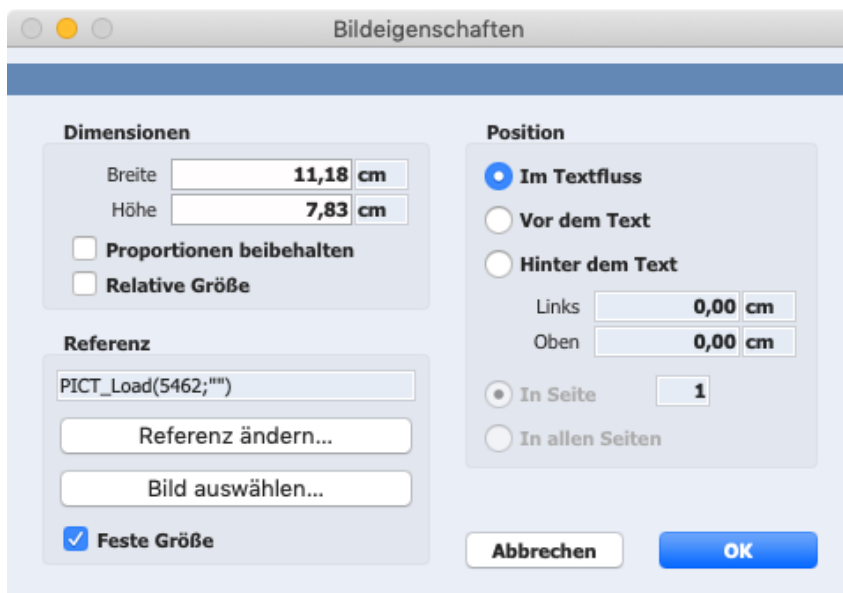 Bildeigenschaften
Dimensionen
Breite 11,18 cm
Höhe 7,83 cm
Proportionen beibehalten
Relative Größe
Referenz
PICT_Load(5462;"")
Referenz ändern...
Bild auswählen...
Feste Größe
Position
Im Textfluss
Vor dem Text
Hinter dem Text
Links 0,00 cm
Oben 0,00 cm
In Seite 1
In allen Seiten
Abbrechen
OK